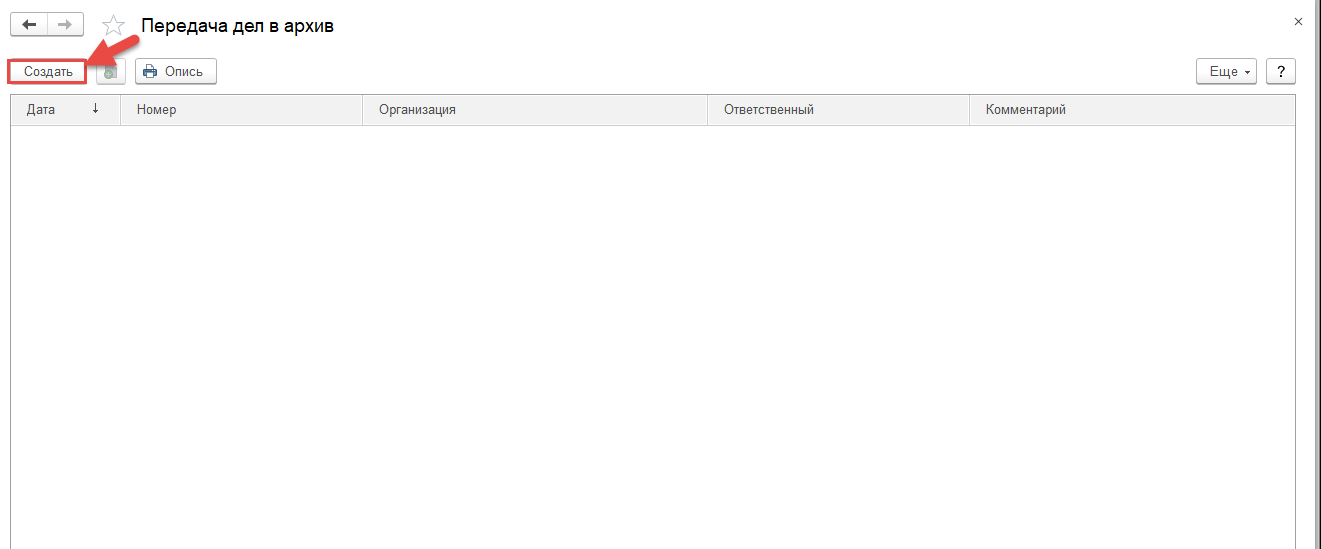 Передача дел в архив
Создать Опись Еще ?
Дата Номер Организация Ответственный Комментарий